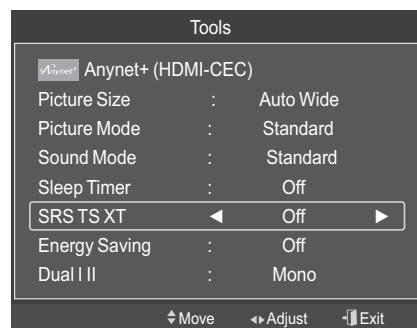 Tools
Anynet+ Anynet+ (HDMI-CEC)
Picture Size : Auto Wide
Picture Mode : Standard
Sound Mode : Standard
Sleep Timer : Off
SRS TS XT ◄ Off ►
Energy Saving : Off
Dual I II : Mono
Move Adjust Exit